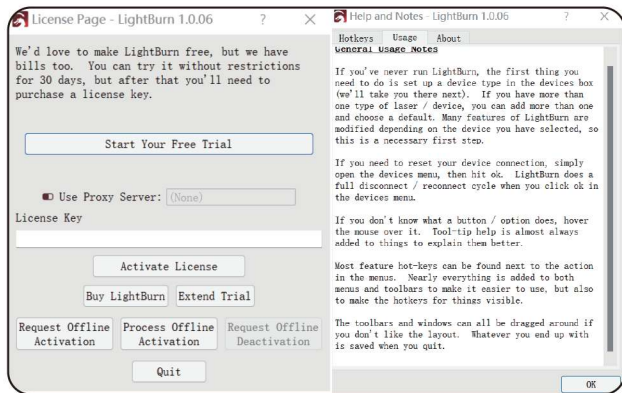 License Page - LightBurn 1.0.06 ? ×
We'd love to make LightBurn free, but we have
bills too. You can try it without restrictions
for 30 days, but after that you'll need to
purchase a license key.
Start Your Free Trial
Use Proxy Server: (None)
License Key
Activate License
Buy LightBurn Extend Trial
Request Offline Activation Process Offline Activation Request Offline Deactivation
Quit
Help and Notes - LightBurn 1.0.06 ? ×
Hotkeys Usage About
General Usage Notes
If you've never run LightBurn, the first thing you
need to do is set up a device type in the devices box
(we'll take you there next). If you have more than
one type of laser / device, you can add more than one
and choose a default. Many features of LightBurn are
modified depending on the device you have selected, so
this is a necessary first step.
If you need to reset your device connection, simply
open the devices menu, then hit ok. LightBurn does a
full disconnect / reconnect cycle when you click ok in
the devices menu.
If you don't know what a button / option does, hover
the mouse over it. Tool-tip help is almost always
added to things to explain them better.
Most feature hot-keys can be found next to the action
in the menus. Nearly everything is added to both
menus and toolbars to make it easier to use, but also
to make the hotkeys for things visible.
The toolbars and windows can all be dragged around if
you don't like the layout. Whatever you end up with
is saved when you quit.
OK